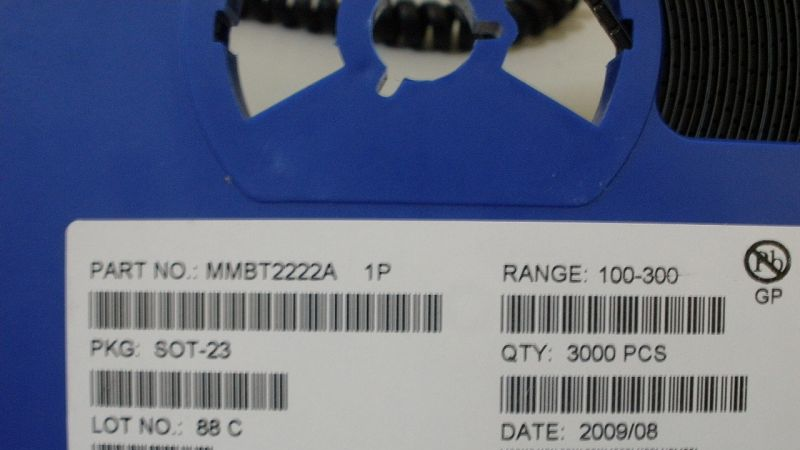 PART NO.: MMBT2222A 1P
RANGE: 100-300
Pb
GP
PKG: SOT-23
QTY: 3000 PCS
LOT NO.: 88 C
DATE: 2009/08